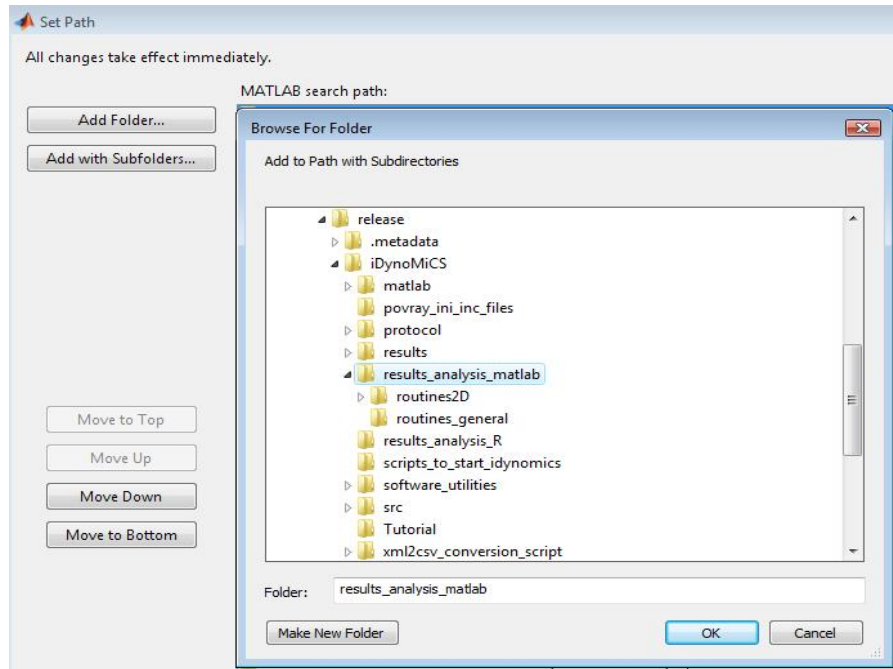 Set Path
All changes take effect immediately.
MATLAB search path:
Add Folder...
Add with Subfolders...
Browse For Folder
Add to Path with Subdirectories
release
.metadata
iDynoMiCS
matlab
povray_ini_inc_files
protocol
results
results_analysis_matlab
routines2D
routines_general
results_analysis_R
scripts_to_start_idynomics
software_utilities
src
Tutorial
xml2csv_conversion_script
Move to Top
Move Up
Move Down
Move to Bottom
Folder: results_analysis_matlab
Make New Folder OK Cancel